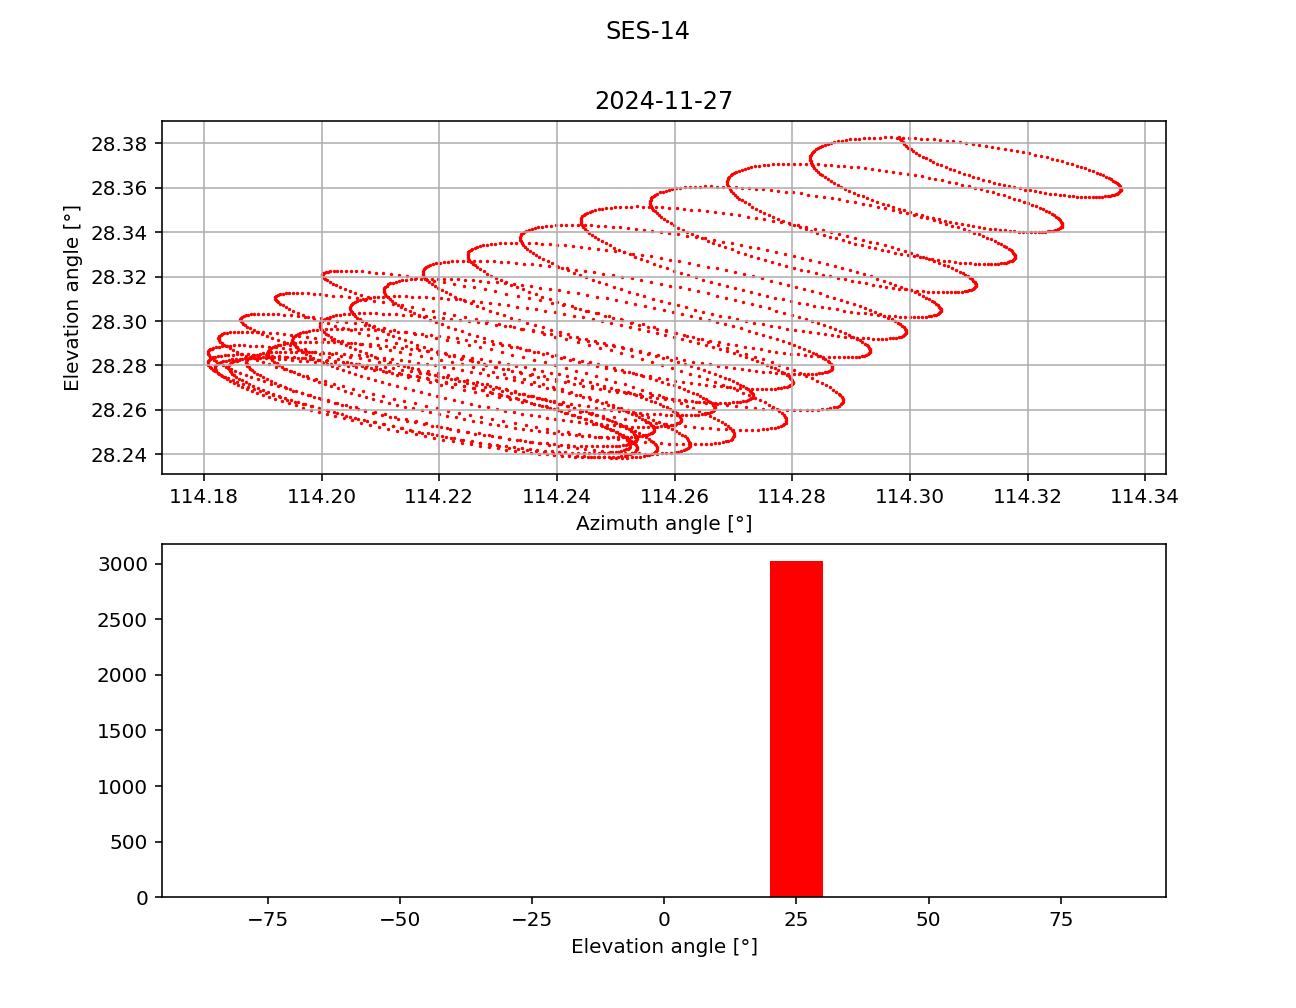 SES-14
2024-11-27
28.38
28.36
28.34
28.32
28.30
28.28
28.26
28.24
Elevation angle [°]
114.18 114.20 114.22 114.24 114.26 114.28 114.30 114.32 114.34
Azimuth angle [°]
3000
2500
2000
1500
1000
500
0
−75 −50 −25 0 25 50 75
Elevation angle [°]